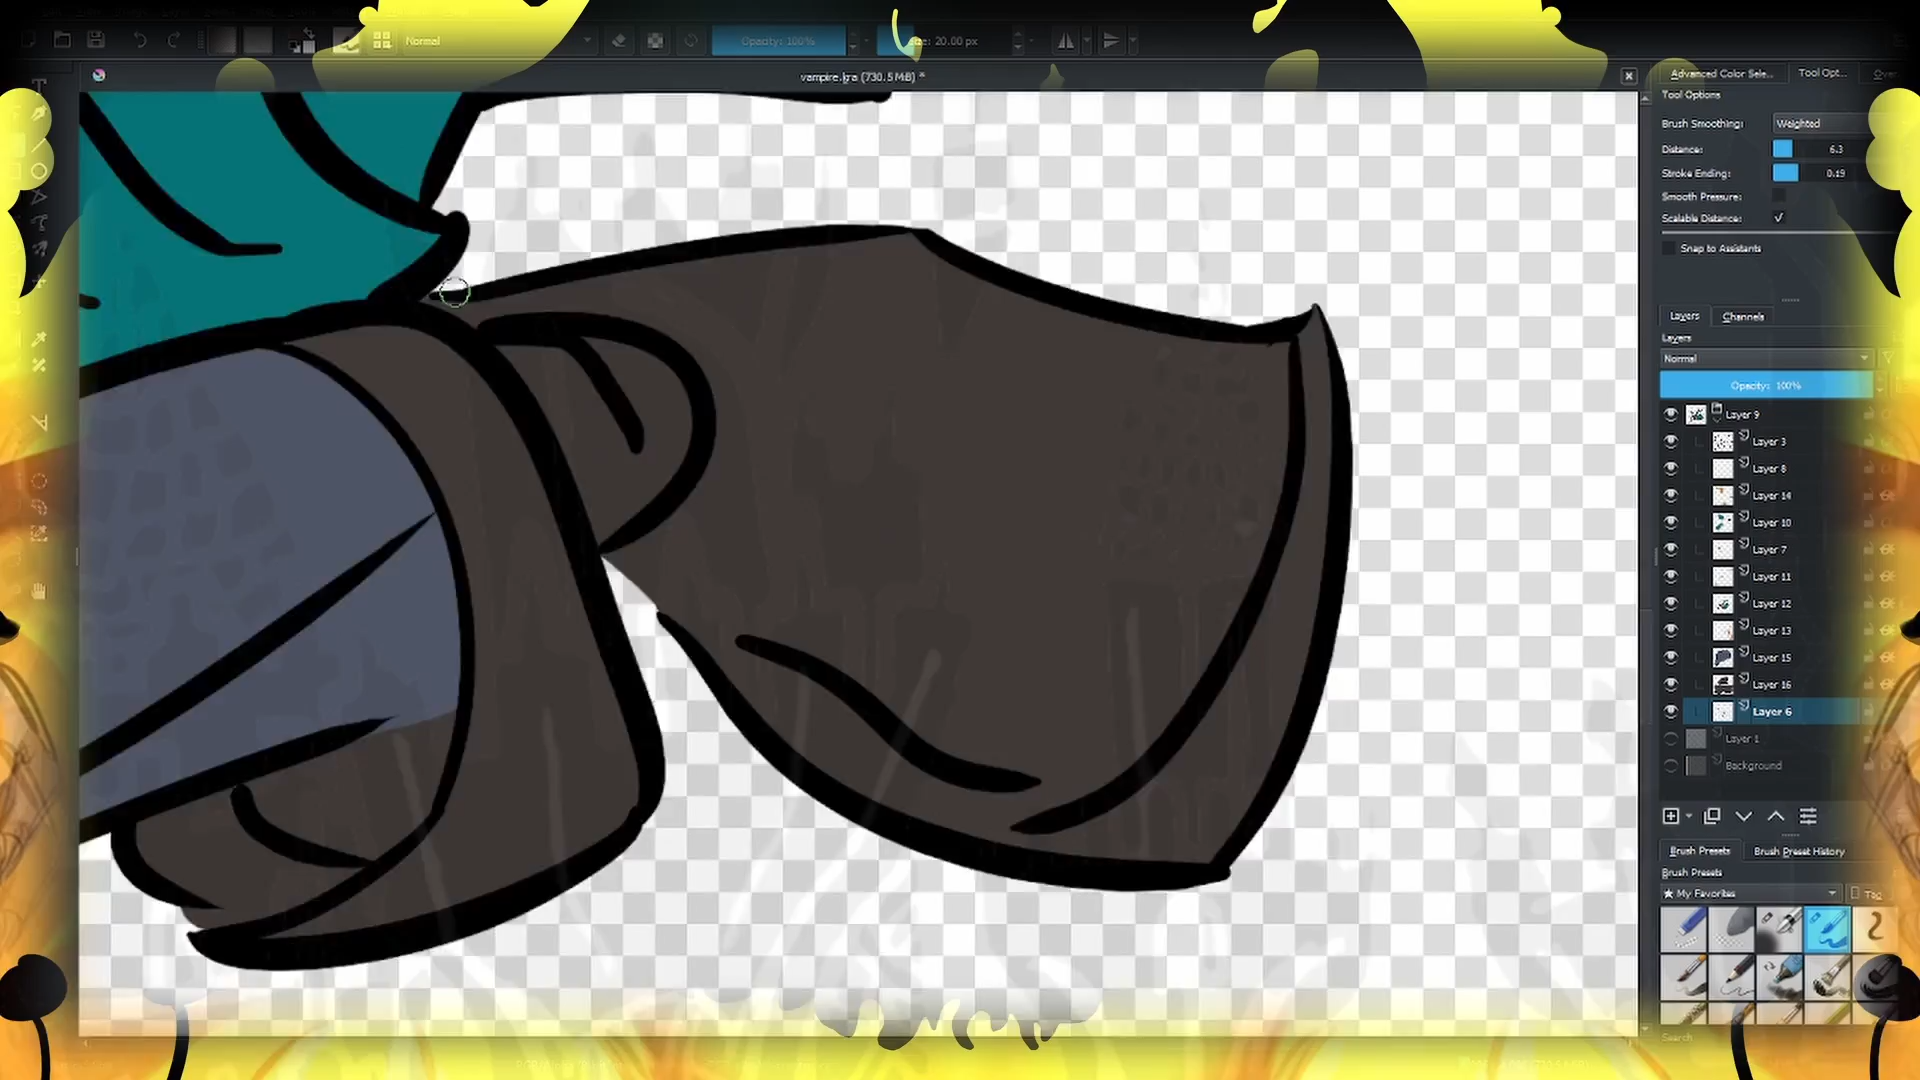 Normal
Opacity: 100%
20.00 px
vampire.kra (730.5 MiB) *
Advanced Color Sele...
Tool Opt...
Over
Tool Options
Brush Smoothing:
Weighted
Distance:
6.3
Stroke Ending:
0.19
Smooth Pressure:
Scalable Distance:
Snap to Assistants
Layers
Channels
Layers
Normal
Opacity: 100%
Layer 9
Layer 3
Layer 8
Layer 14
Layer 10
Layer 7
Layer 11
Layer 12
Layer 13
Layer 15
Layer 16
Layer 6
Layer 1
Background
Brush Presets
Brush Preset History
Brush Presets
★ My Favorites
Tag
Search